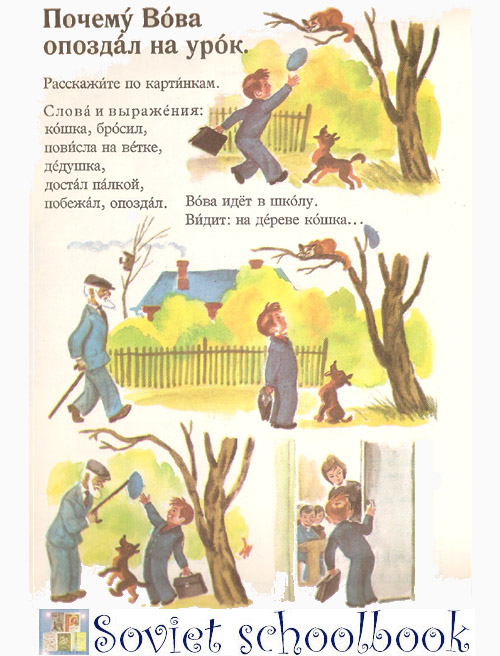 Почему́ Во́ва
опозда́л на уро́к.
Расскажи́те по карти́нкам.
Слова́ и выраже́ния:
ко́шка, бро́сил,
пови́сла на ве́тке,
де́душка,
доста́л па́лкой,
побежа́л, опозда́л.
Во́ва идёт в шко́лу.
Ви́дит: на де́реве ко́шка...
Soviet schoolbook